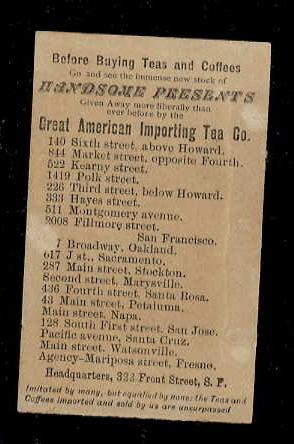 Before Buying Teas and Coffees
Go and see the immense new stock of
HANDSOME PRESENTS
Given Away more liberally than
ever before by the
Great American Importing Tea Co.
140 Sixth street, above Howard.
844 Market street, opposite Fourth.
522 Kearny street.
1419 Polk street.
226 Third street, below Howard.
333 Hayes street.
511 Montgomery avenue.
2008 Fillmore street.
San Francisco.
7 Broadway, Oakland.
617 J st., Sacramento.
287 Main street, Stockton.
Second street, Marysville.
436 Fourth street, Santa Rosa.
43 Main street, Petaluma.
Main street, Napa.
128 South First street, San Jose.
Pacific avenue, Santa Cruz.
Main street, Watsonville.
Agency-Mariposa street, Fresno.
Headquarters, 333 Front Street, S. F.
Imitated by many, but equalled by none: the Teas and
Coffees imported and sold by us are unsurpassed